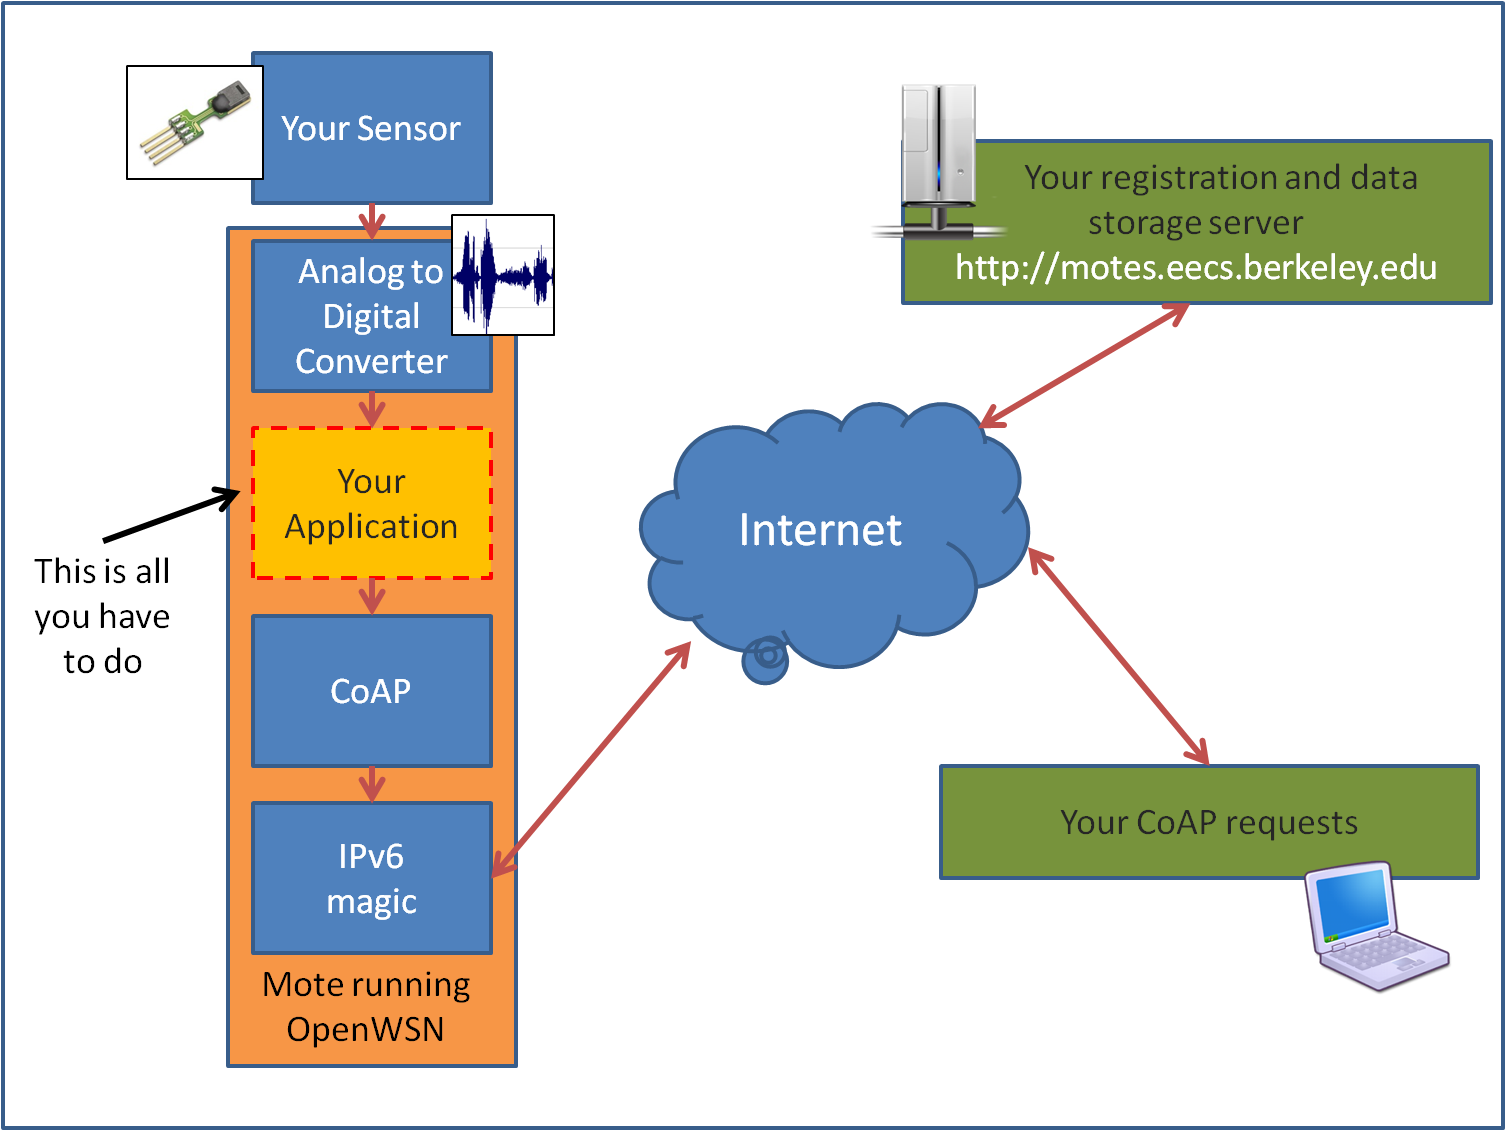 Your Sensor
Analog to
Digital
Converter
Your
Application
This is all
you have
to do
CoAP
IPv6
magic
Mote running
OpenWSN
Internet
Your registration and data
storage server
http://motes.eecs.berkeley.edu
Your CoAP requests